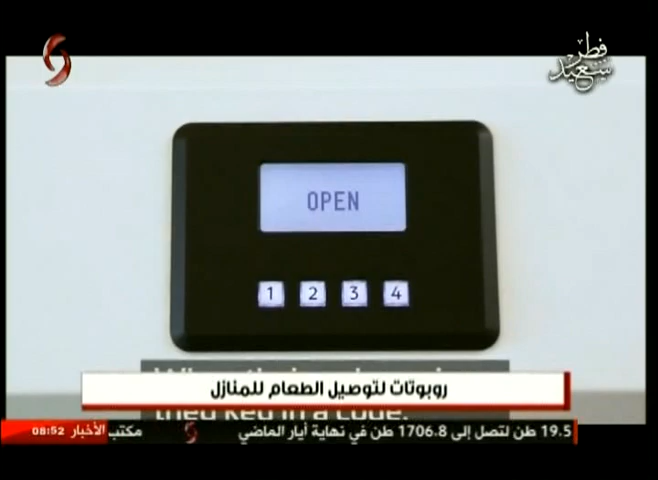 فطر سعيد
OPEN
1 2 3 4
روبوتات لتوصيل الطعام للمنازل
they key in a code.
08:52 الأخبار مكتب 19.5 طن لتصل إلى 1706.8 طن في نهاية أيار الماضي